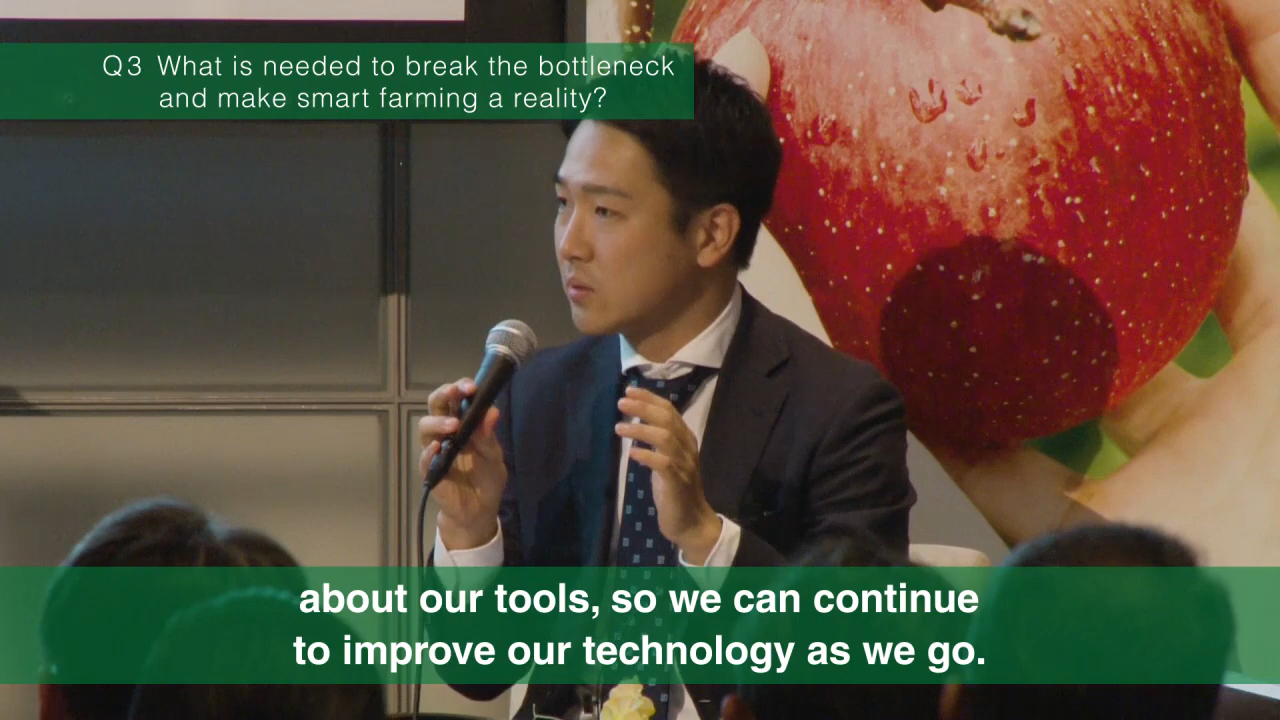 Q3 What is needed to break the bottleneck
and make smart farming a reality?
about our tools, so we can continue
to improve our technology as we go.